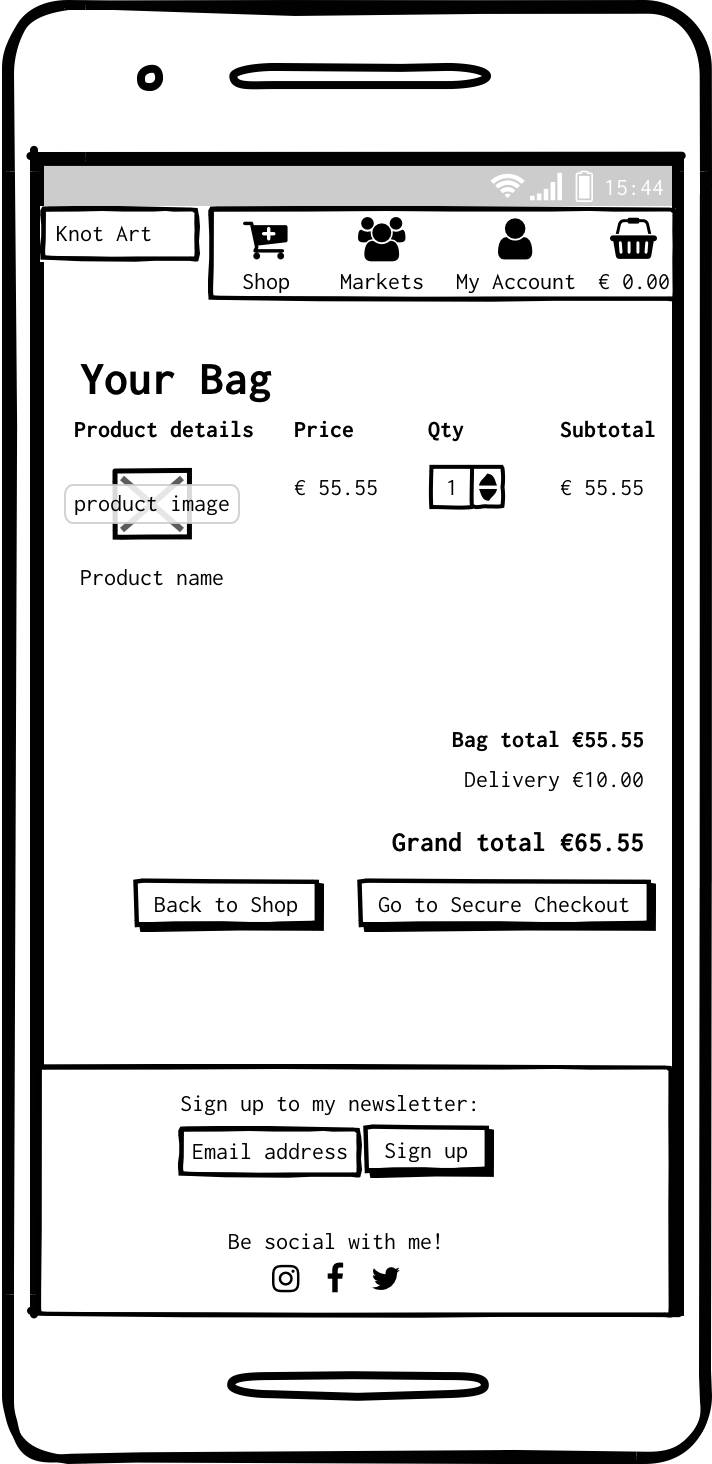 15:44
Knot Art
Shop Markets My Account € 0.00
Your Bag
Product details Price Qty Subtotal
product image € 55.55 1 € 55.55
Product name
Bag total €55.55
Delivery €10.00
Grand total €65.55
Back to Shop Go to Secure Checkout
Sign up to my newsletter:
Email address Sign up
Be social with me!